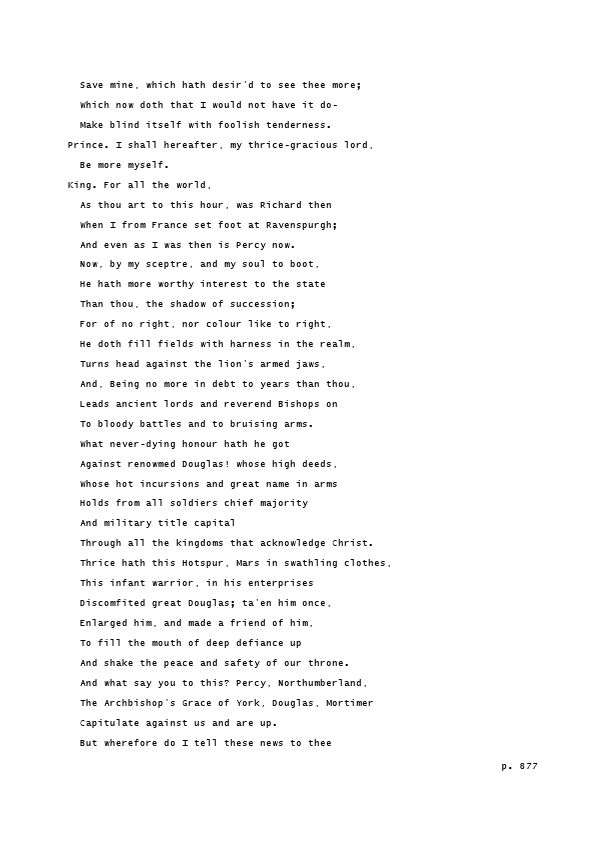 Save mine, which hath desir'd to see thee more;
Which now doth that I would not have it do-
Make blind itself with foolish tenderness.
Prince. I shall hereafter, my thrice-gracious lord,
Be more myself.
King. For all the world,
As thou art to this hour, was Richard then
When I from France set foot at Ravenspurgh;
And even as I was then is Percy now.
Now, by my sceptre, and my soul to boot,
He hath more worthy interest to the state
Than thou, the shadow of succession;
For of no right, nor colour like to right,
He doth fill fields with harness in the realm,
Turns head against the lion's armed jaws,
And, Being no more in debt to years than thou,
Leads ancient lords and reverend Bishops on
To bloody battles and to bruising arms.
What never-dying honour hath he got
Against renowmed Douglas! whose high deeds,
Whose hot incursions and great name in arms
Holds from all soldiers chief majority
And military title capital
Through all the kingdoms that acknowledge Christ.
Thrice hath this Hotspur, Mars in swathling clothes,
This infant warrior, in his enterprises
Discomfited great Douglas; ta'en him once,
Enlarged him, and made a friend of him,
To fill the mouth of deep defiance up
And shake the peace and safety of our throne.
And what say you to this? Percy, Northumberland,
The Archbishop's Grace of York, Douglas, Mortimer
Capitulate against us and are up.
But wherefore do I tell these news to thee
p. 877